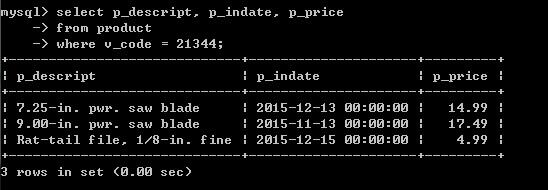 mysql> select p_descript, p_indate, p_price
    -> from product
    -> where v_code = 21344;
+----------------------------+---------------------+---------+
| p_descript                 | p_indate            | p_price |
+----------------------------+---------------------+---------+
| 7.25-in. pwr. saw blade    | 2015-12-13 00:00:00 |   14.99 |
| 9.00-in. pwr. saw blade    | 2015-11-13 00:00:00 |   17.49 |
| Rat-tail file, 1/8-in. fine | 2015-12-15 00:00:00 |    4.99 |
+----------------------------+---------------------+---------+
3 rows in set (0.00 sec)